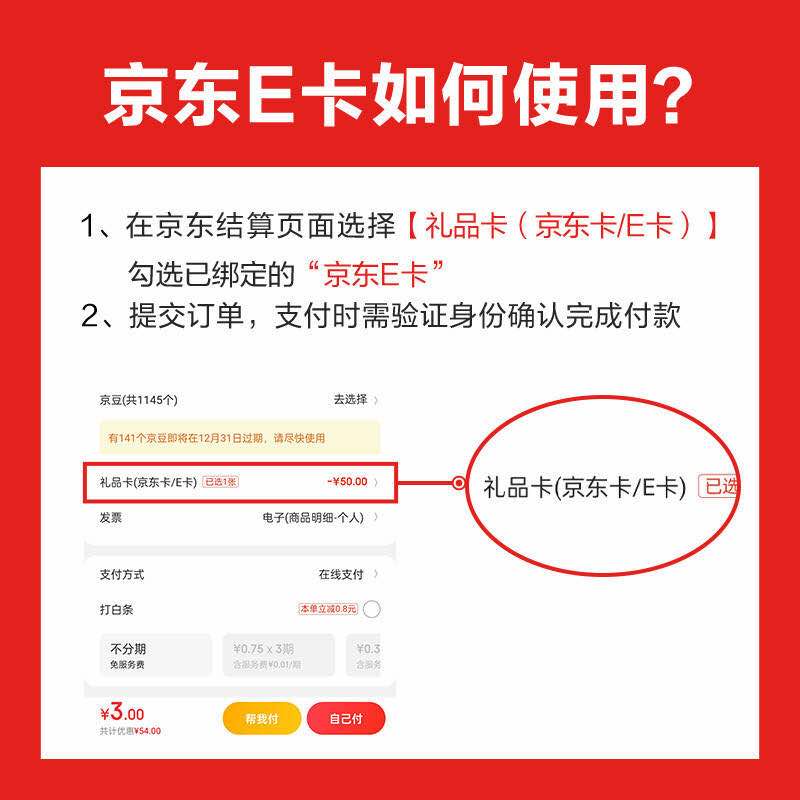 京东E卡如何使用?
1、在京东结算页面选择【礼品卡（京东卡/E卡）】
勾选已绑定的“京东E卡”
2、提交订单，支付时需验证身份确认完成付款
京豆(共1145个) 去选择 >
有141个京豆即将在12月31日过期，请尽快使用
礼品卡(京东卡/E卡) 已选1张 -¥50.00 >
礼品卡(京东卡/E卡) 已选
发票 电子(商品明细-个人) >
支付方式 在线支付 >
打白条 本单立减0.8元
不分期 ¥0.75 x 3期 ¥0.3
免服务费 含服务费¥0.01/期 含服务
¥3.00 帮我付 自己付
共计优惠¥54.00